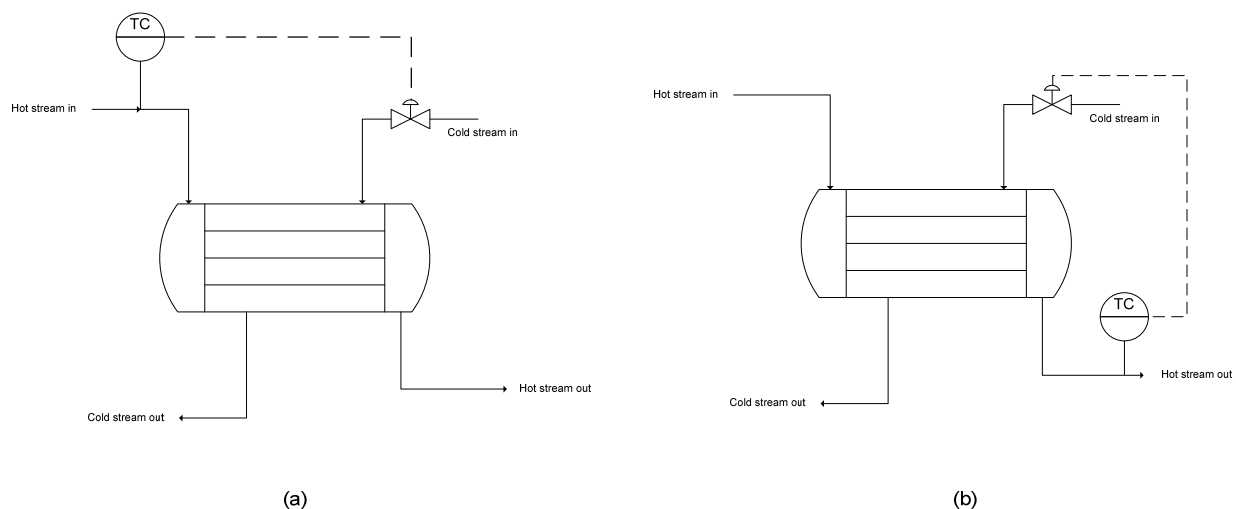 TC
Hot stream in
Cold stream in
Hot stream out
Cold stream out
(a)
Hot stream in
Cold stream in
TC
Hot stream out
Cold stream out
(b)